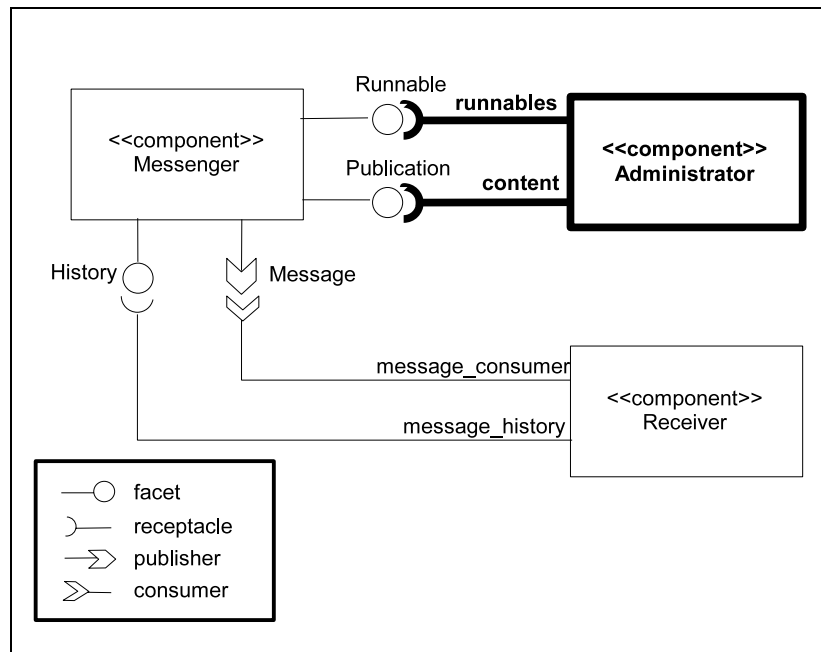 Runnable
runnables
<<component>>
Messenger
<<component>>
Administrator
Publication
content
History
Message
message_consumer
<<component>>
Receiver
message_history
facet
receptacle
publisher
consumer